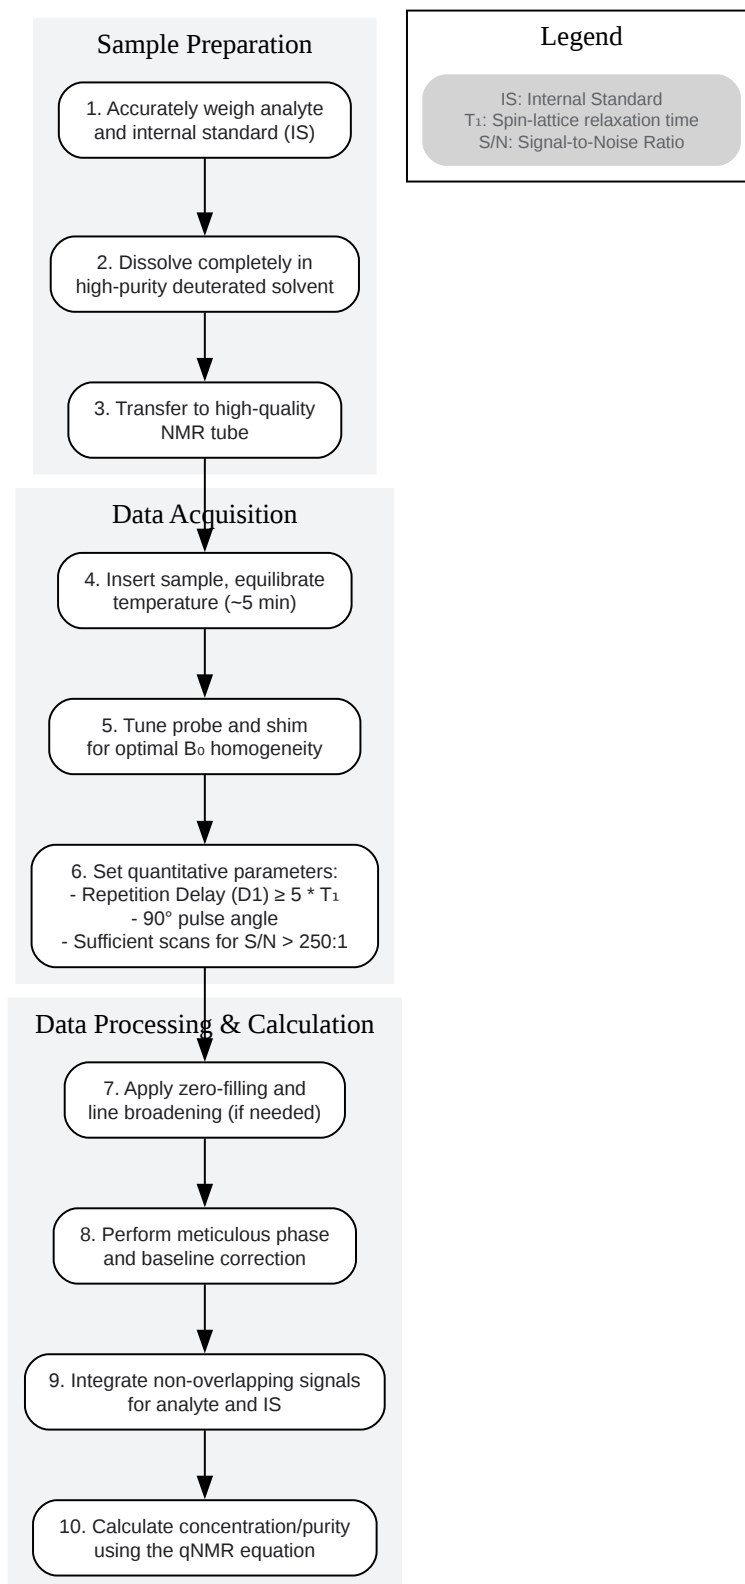 Sample Preparation
1. Accurately weigh analyte
and internal standard (IS)
2. Dissolve completely in
high-purity deuterated solvent
3. Transfer to high-quality
NMR tube
Data Acquisition
4. Insert sample, equilibrate
temperature (~5 min)
5. Tune probe and shim
for optimal B₀ homogeneity
6. Set quantitative parameters:
- Repetition Delay (D1) ≥ 5 * T₁
- 90° pulse angle
- Sufficient scans for S/N > 250:1
Data Processing & Calculation
7. Apply zero-filling and
line broadening (if needed)
8. Perform meticulous phase
and baseline correction
9. Integrate non-overlapping signals
for analyte and IS
10. Calculate concentration/purity
using the qNMR equation
Legend
IS: Internal Standard
T₁: Spin-lattice relaxation time
S/N: Signal-to-Noise Ratio